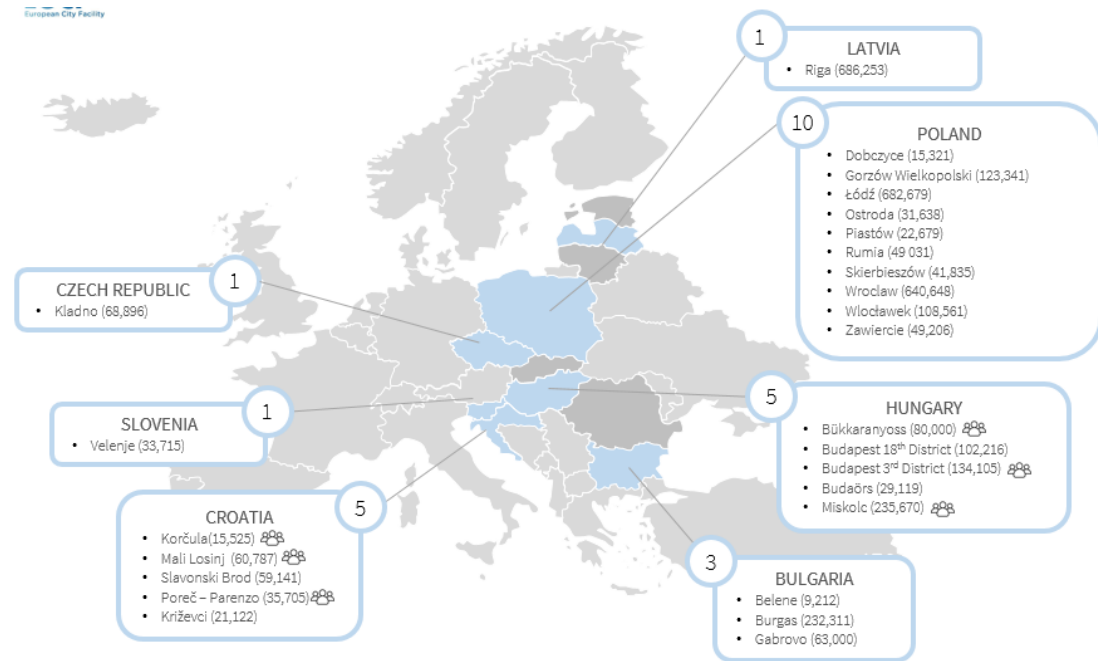 European City Facility
1
LATVIA
• Riga (686,253)
10
POLAND
• Dobczyce (15,321)
• Gorzów Wielkopolski (123,341)
• Łódź (682,679)
• Ostroda (31,638)
• Piastów (22,679)
• Rumia (49 031)
• Skierbieszów (41,835)
• Wroclaw (640,648)
• Wlocławek (108,561)
• Zawiercie (49,206)
1
CZECH REPUBLIC
• Kladno (68,896)
1
SLOVENIA
• Velenje (33,715)
5
HUNGARY
• Bükkaranyoss (80,000)
• Budapest 18th District (102,216)
• Budapest 3rd District (134,105)
• Budaörs (29,119)
• Miskolc (235,670)
5
CROATIA
• Korčula(15,525)
• Mali Losinj (60,787)
• Slavonski Brod (59,141)
• Poreč – Parenzo (35,705)
• Križevci (21,122)
3
BULGARIA
• Belene (9,212)
• Burgas (232,311)
• Gabrovo (63,000)